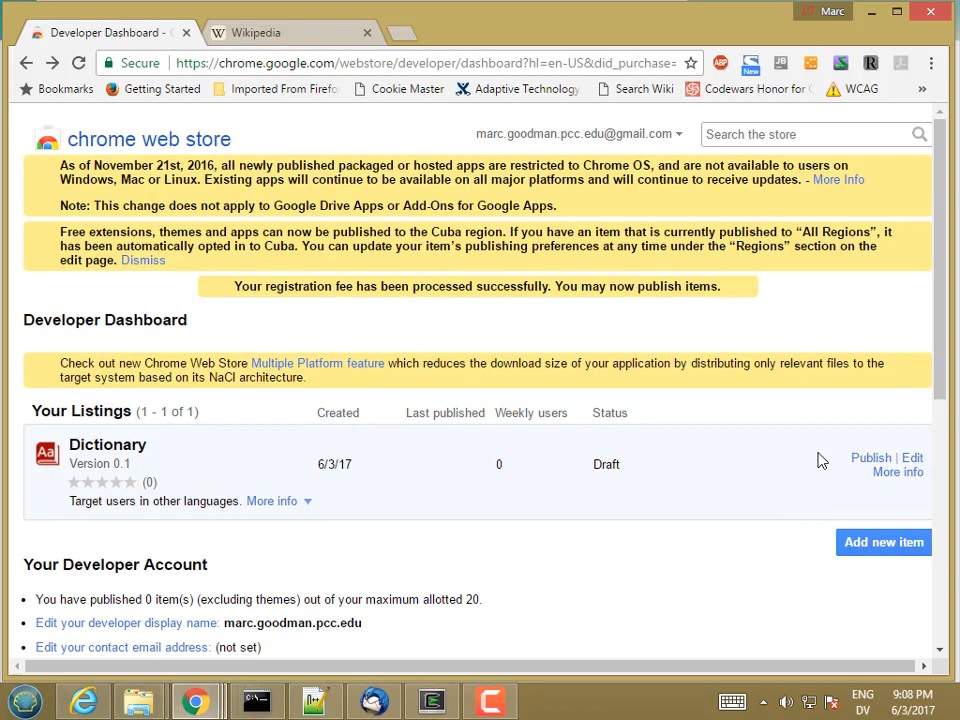 Marc
Developer Dashboard -
Wikipedia
Secure https://chrome.google.com/webstore/developer/dashboard?hl=en-US&did_purchase=
ABP New JB R
Bookmarks Getting Started Imported From Firefo Cookie Master Adaptive Technology Search Wiki Codewars Honor for C WCAG »
chrome web store
marc.goodman.pcc.edu@gmail.com
Search the store
As of November 21st, 2016, all newly published packaged or hosted apps are restricted to Chrome OS, and are not available to users on
Windows, Mac or Linux. Existing apps will continue to be available on all major platforms and will continue to receive updates. - More Info
Note: This change does not apply to Google Drive Apps or Add-Ons for Google Apps.
Free extensions, themes and apps can now be published to the Cuba region. If you have an item that is currently published to “All Regions”, it
has been automatically opted in to Cuba. You can update your item’s publishing preferences at any time under the “Regions” section on the
edit page. Dismiss
Your registration fee has been processed successfully. You may now publish items.
Developer Dashboard
Check out new Chrome Web Store Multiple Platform feature which reduces the download size of your application by distributing only relevant files to the
target system based on its NaCl architecture.
Your Listings (1 - 1 of 1) Created Last published Weekly users Status
Aa Dictionary
Version 0.1 6/3/17 0 Draft Publish | Edit
(0) More info
Target users in other languages. More info
Add new item
Your Developer Account
You have published 0 item(s) (excluding themes) out of your maximum allotted 20.
Edit your developer display name: marc.goodman.pcc.edu
Edit your contact email address: (not set)
ENG 9:08 PM
DV 6/3/2017